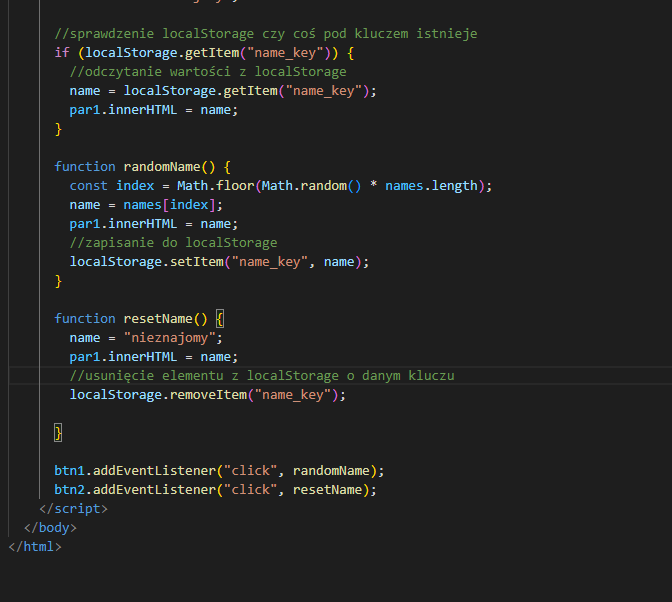 //sprawdzenie localStorage czy coś pod kluczem istnieje
if (localStorage.getItem("name_key")) {
//odczytanie wartości z localStorage
name = localStorage.getItem("name_key");
par1.innerHTML = name;
}
function randomName() {
const index = Math.floor(Math.random() * names.length);
name = names[index];
par1.innerHTML = name;
//zapisanie do localStorage
localStorage.setItem("name_key", name);
}
function resetName() {
name = "nieznajomy";
par1.innerHTML = name;
//usunięcie elementu z localStorage o danym kluczu
localStorage.removeItem("name_key");
}
btn1.addEventListener("click", randomName);
btn2.addEventListener("click", resetName);
</script>
</body>
</html>